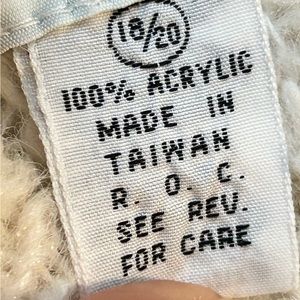 18/20
100% ACRYLIC
MADE IN
TAIWAN
R. O. C.
SEE REV.
FOR CARE